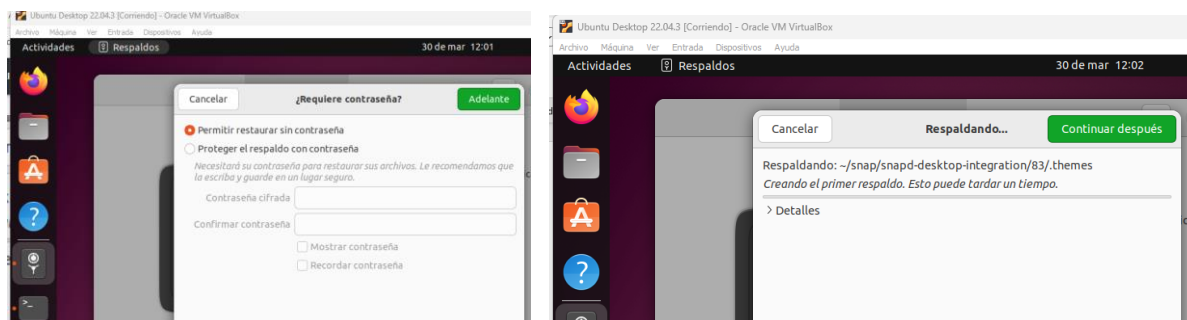 Ubuntu Desktop 22.04.3 [Corriendo] - Oracle VM VirtualBox
Archivo Máquina Ver Entrada Dispositivos Ayuda
Actividades Respaldos 30 de mar 12:01
Cancelar ¿Requiere contraseña? Adelante
Permitir restaurar sin contraseña
Proteger el respaldo con contraseña
Necesitará su contraseña para restaurar sus archivos. Le recomendamos que
la escriba y guarde en un lugar seguro.
Contraseña cifrada
Confirmar contraseña
Mostrar contraseña
Recordar contraseña
Ubuntu Desktop 22.04.3 [Corriendo] - Oracle VM VirtualBox
Archivo Máquina Ver Entrada Dispositivos Ayuda
Actividades Respaldos 30 de mar 12:02
Cancelar Respaldando... Continuar después
Respaldando: ~/snap/snapd-desktop-integration/83/.themes
Creando el primer respaldo. Esto puede tardar un tiempo.
> Detalles